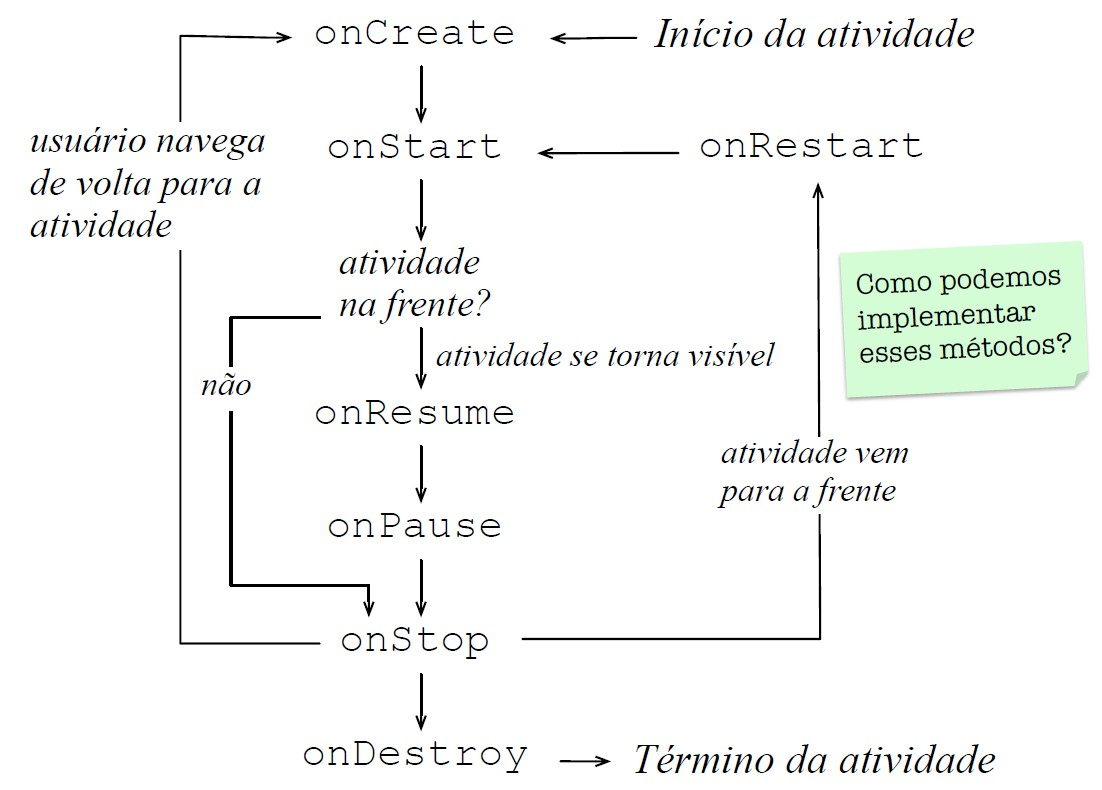 onCreate
Início da atividade
usuário navega
de volta para a
atividade
onStart
onRestart
atividade
na frente?
Como podemos
implementar
esses métodos?
atividade se torna visível
não
onResume
atividade vem
para a frente
onPause
onStop
onDestroy
Término da atividade